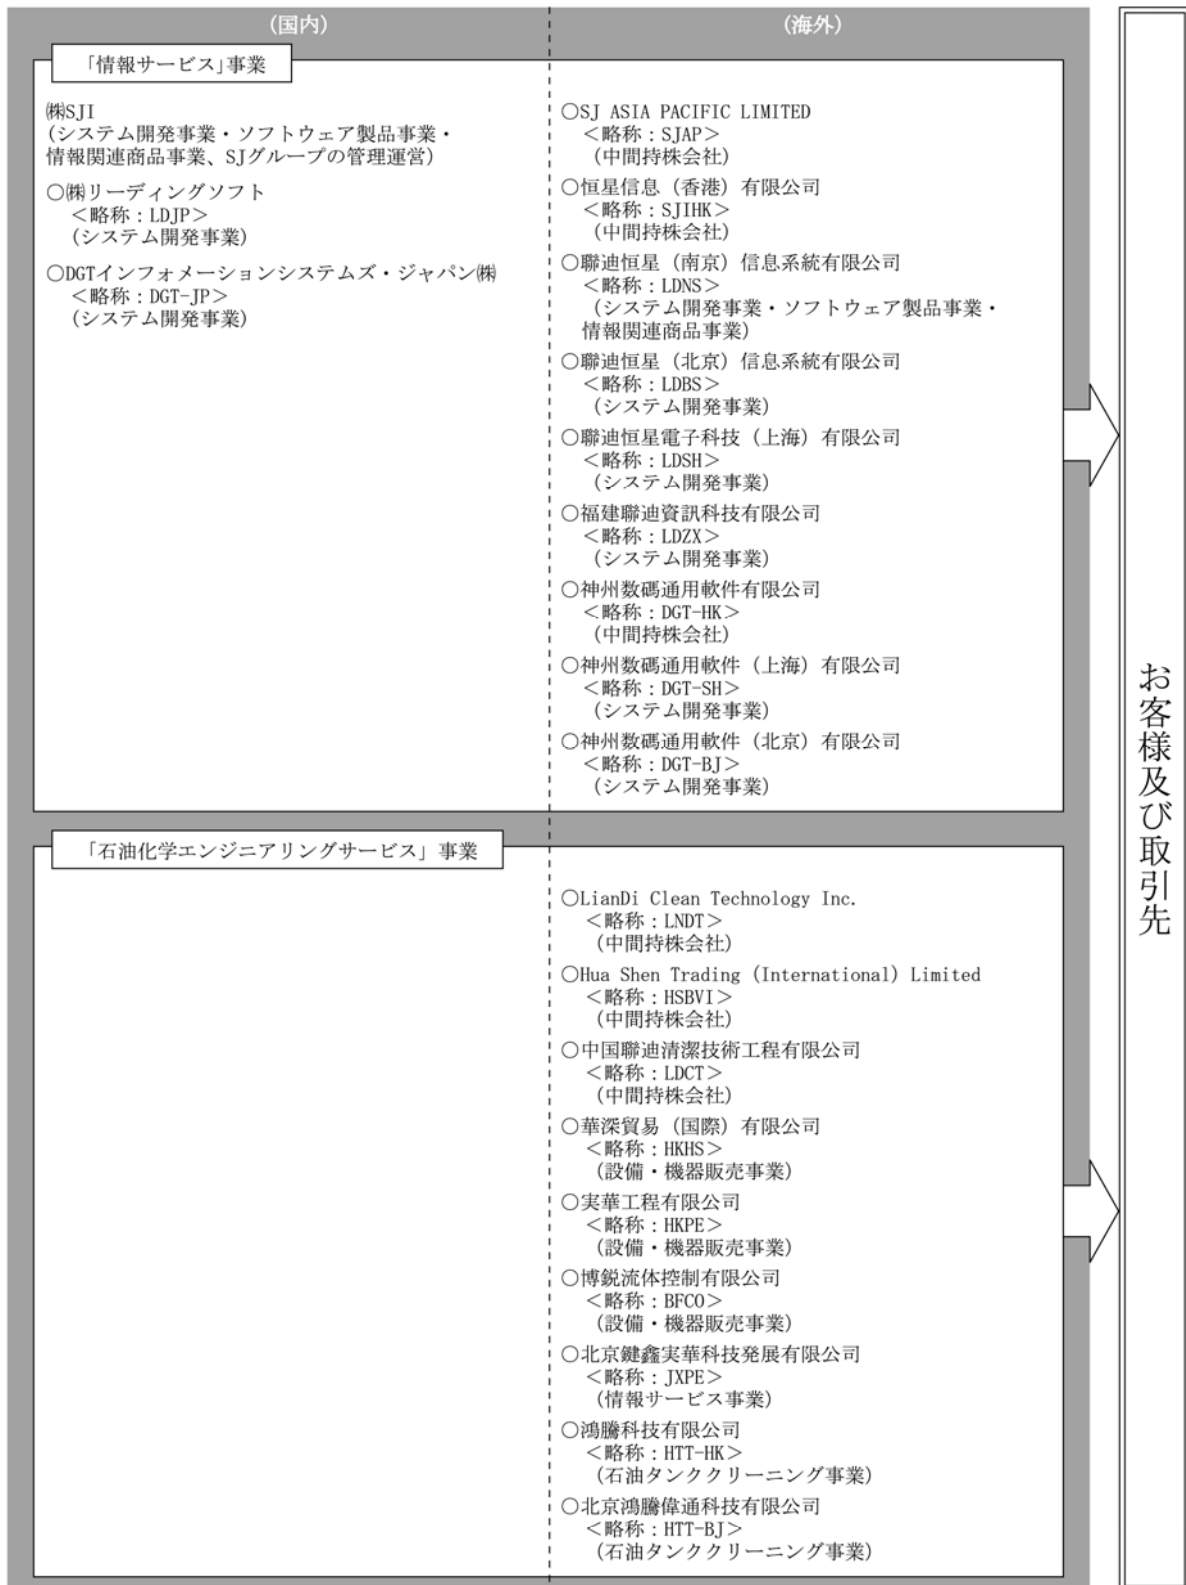 (国内)
(海外)
「情報サービス」事業
㈱SJI
(システム開発事業・ソフトウェア製品事業・
情報関連商品事業、SJグループの管理運営)
○㈱リーディングソフト
＜略称：LDJP＞
(システム開発事業)
○DGTインフォメーションシステムズ・ジャパン㈱
＜略称：DGT-JP＞
(システム開発事業)
○SJ ASIA PACIFIC LIMITED
＜略称：SJAP＞
(中間持株会社)
○恒星信息（香港）有限公司
＜略称：SJIHK＞
(中間持株会社)
○聯迪恒星（南京）信息系統有限公司
＜略称：LDNS＞
(システム開発事業・ソフトウェア製品事業・
情報関連商品事業)
○聯迪恒星（北京）信息系統有限公司
＜略称：LDBS＞
(システム開発事業)
○聯迪恒星電子科技（上海）有限公司
＜略称：LDSH＞
(システム開発事業)
○福建聯迪資訊科技有限公司
＜略称：LDZX＞
(システム開発事業)
○神州数碼通用軟件有限公司
＜略称：DGT-HK＞
(中間持株会社)
○神州数碼通用軟件（上海）有限公司
＜略称：DGT-SH＞
(システム開発事業)
○神州数碼通用軟件（北京）有限公司
＜略称：DGT-BJ＞
(システム開発事業)
「石油化学エンジニアリングサービス」事業
○LianDi Clean Technology Inc.
＜略称：LNDT＞
(中間持株会社)
○Hua Shen Trading (International) Limited
＜略称：HSBVI＞
(中間持株会社)
○中国聯迪清潔技術工程有限公司
＜略称：LDCT＞
(中間持株会社)
○華深貿易（国際）有限公司
＜略称：HKHS＞
(設備・機器販売事業)
○実華工程有限公司
＜略称：HKPE＞
(設備・機器販売事業)
○博鋭流体控制有限公司
＜略称：BFCO＞
(設備・機器販売事業)
○北京鍵鑫実華科技発展有限公司
＜略称：JXPE＞
(情報サービス事業)
○鴻騰科技有限公司
＜略称：HTT-HK＞
(石油タンククリーニング事業)
○北京鴻騰偉通科技有限公司
＜略称：HTT-BJ＞
(石油タンククリーニング事業)
お客様及び取引先